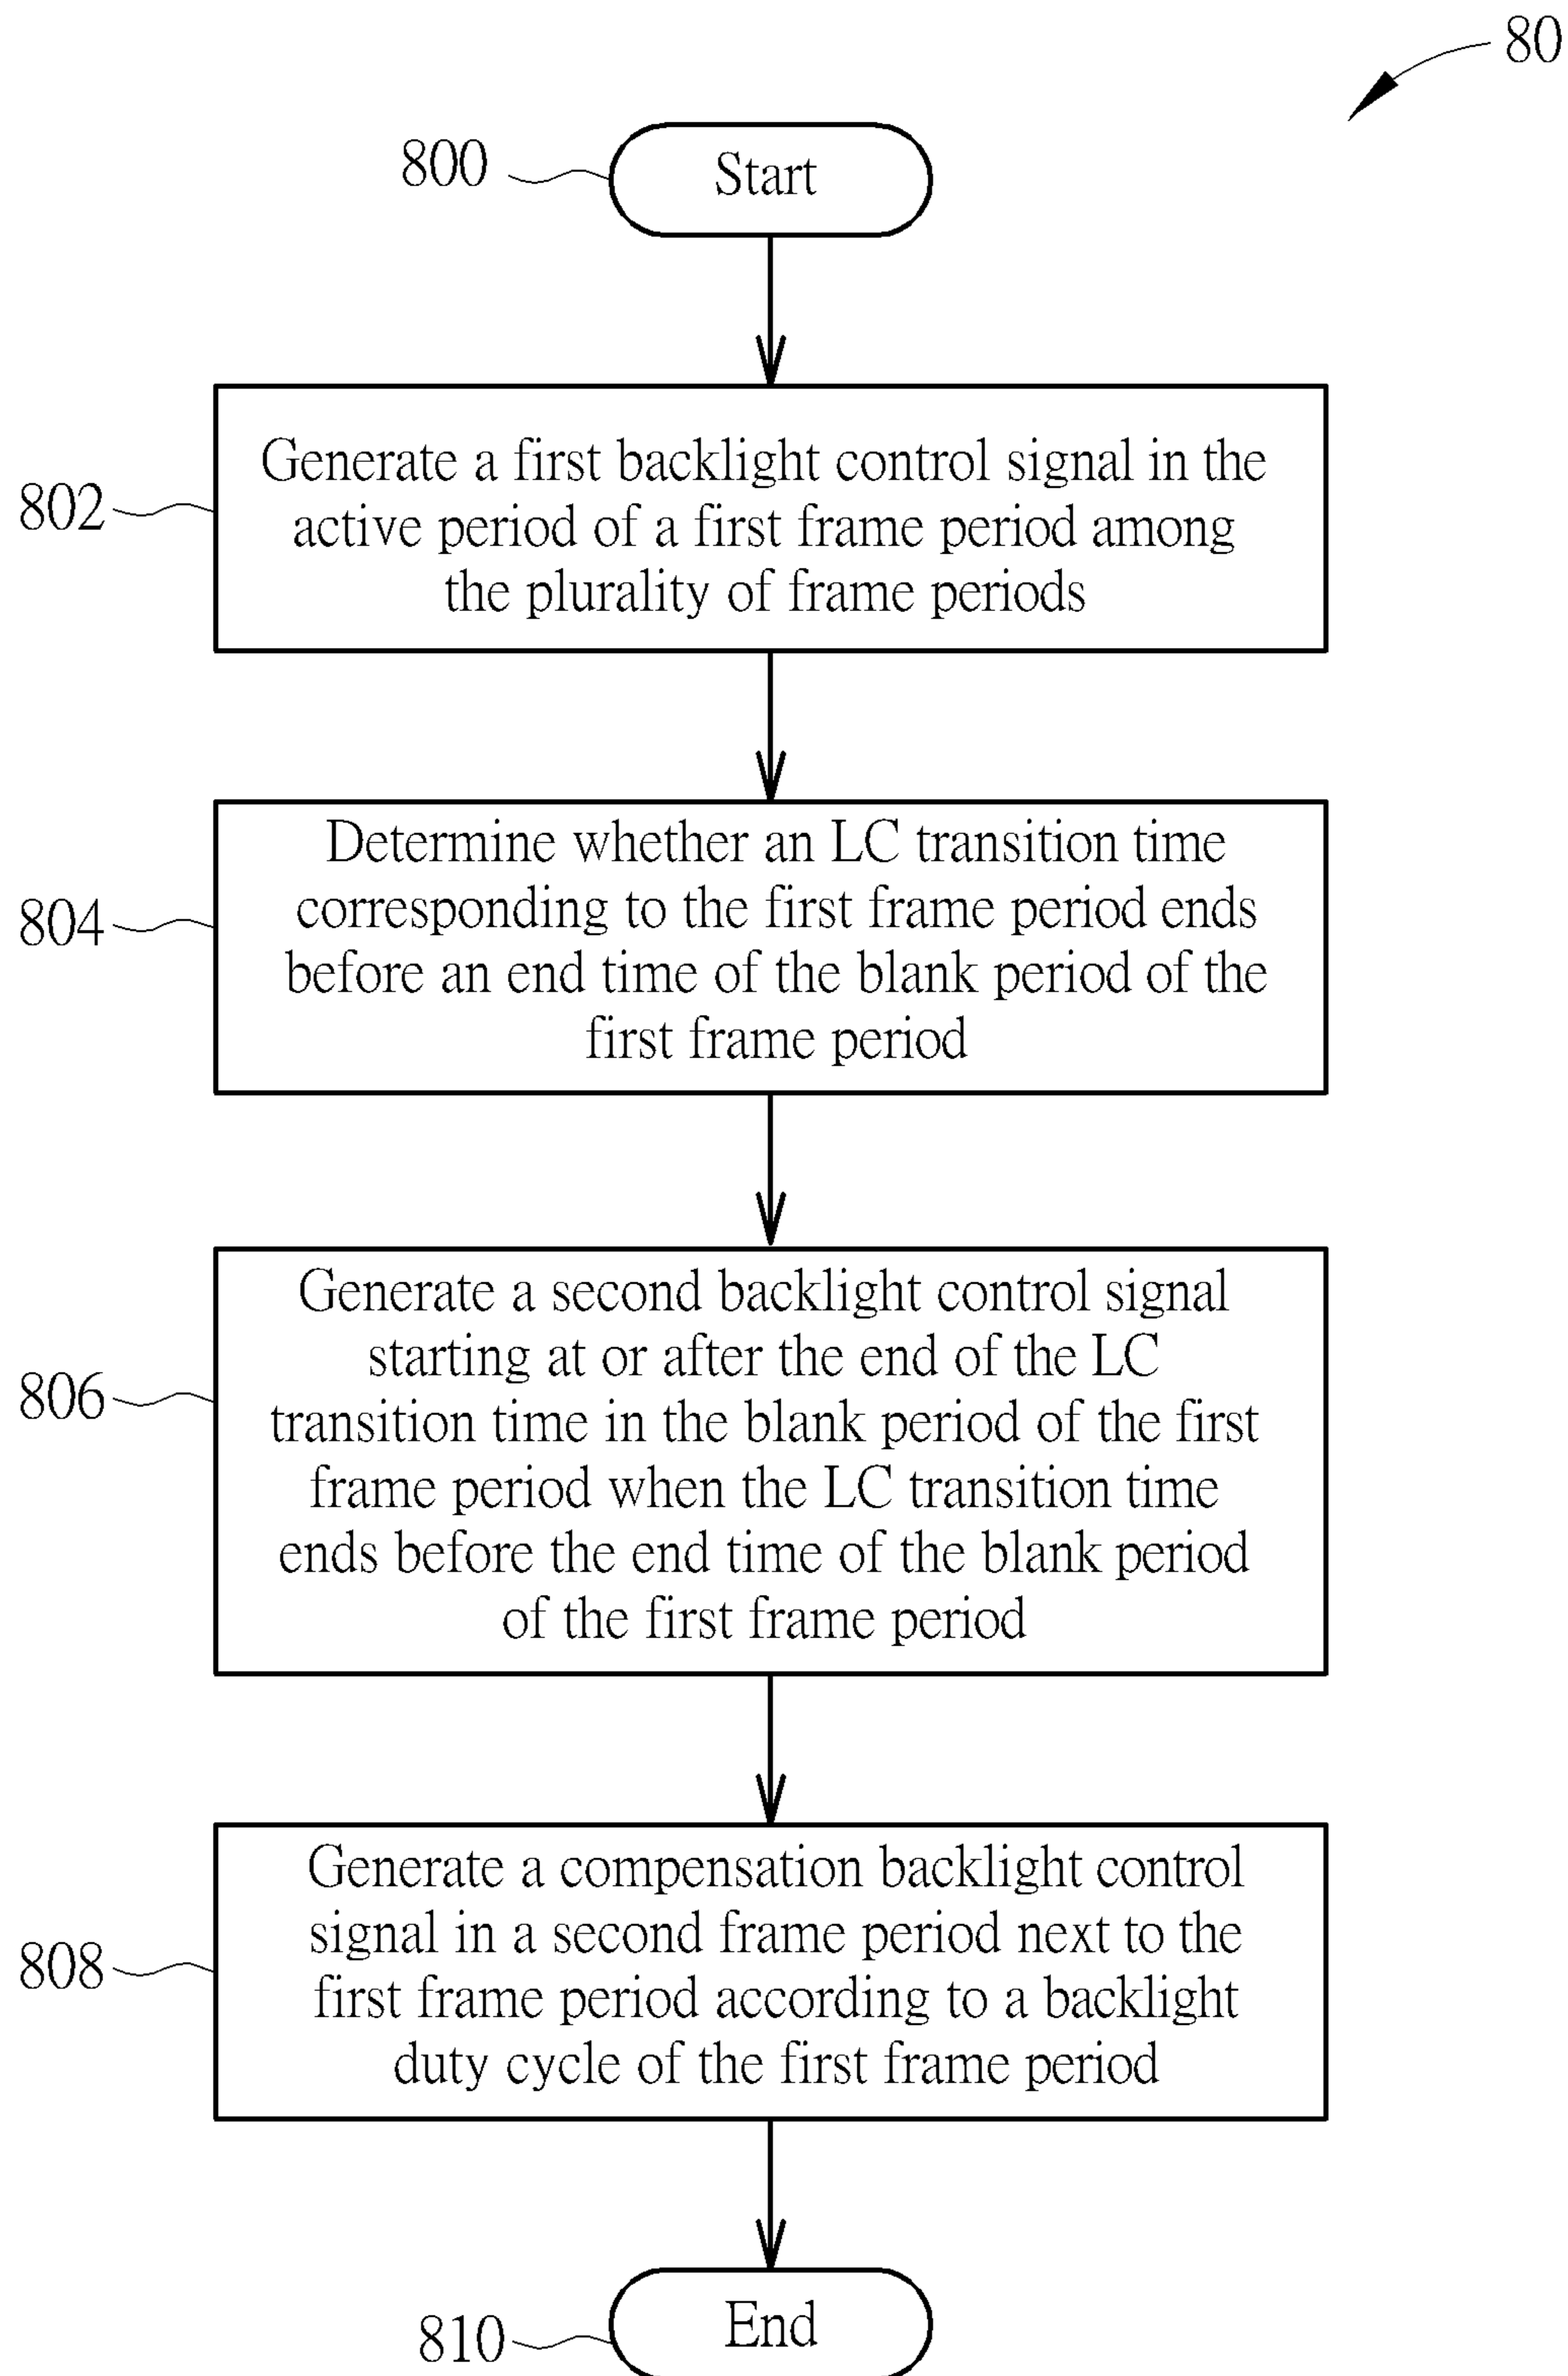 80
800
Start
802
Generate a first backlight control signal in the
active period of a first frame period among
the plurality of frame periods
804
Determine whether an LC transition time
corresponding to the first frame period ends
before an end time of the blank period of the
first frame period
806
Generate a second backlight control signal
starting at or after the end of the LC
transition time in the blank period of the first
frame period when the LC transition time
ends before the end time of the blank period
of the first frame period
808
Generate a compensation backlight control
signal in a second frame period next to the
first frame period according to a backlight
duty cycle of the first frame period
810
End